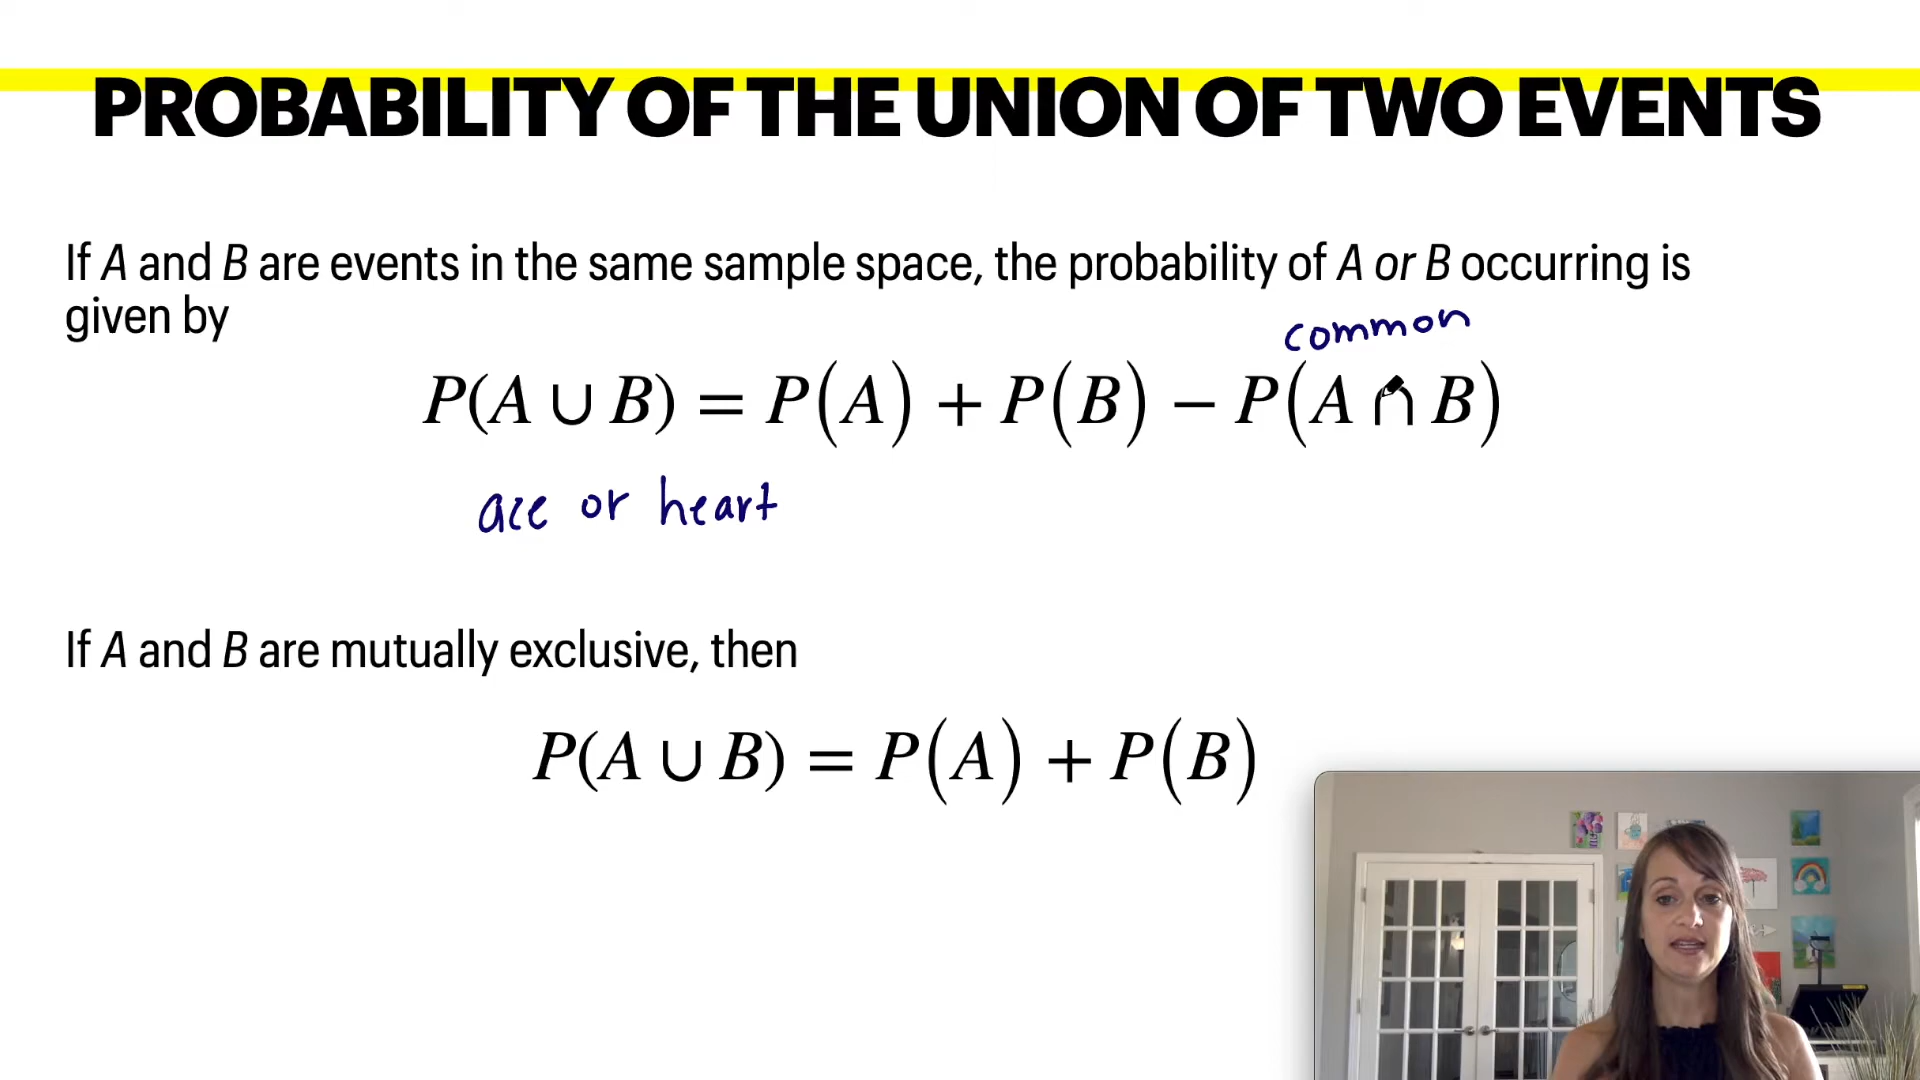 PROBABILITY OF THE UNION OF TWO EVENTS
If A and B are events in the same sample space, the probability of A or B occurring is
given by
common
P(A ∪ B) = P(A) + P(B) − P(A ∩ B)
ace or heart
If A and B are mutually exclusive, then
P(A ∪ B) = P(A) + P(B)